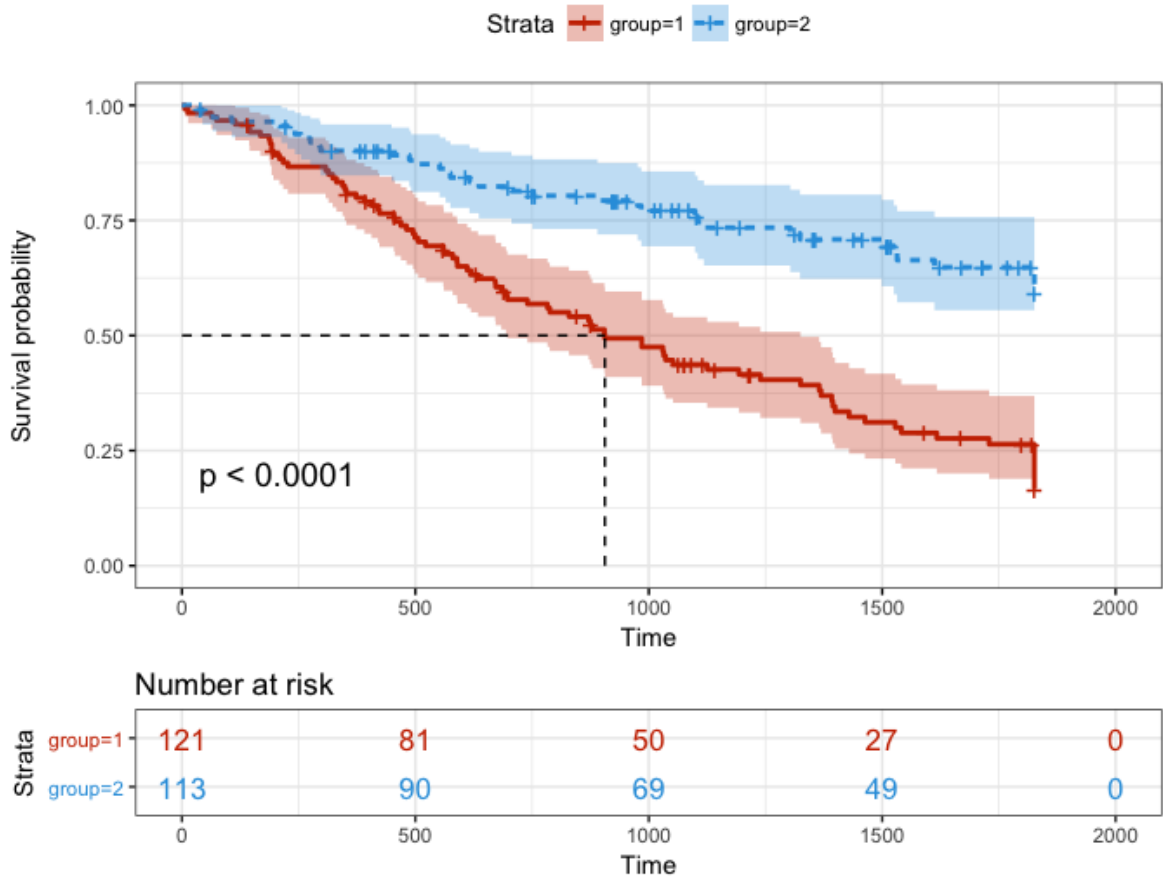 Strata group=1 group=2
1.00
0.75
0.50
0.25
0.00
Survival probability
p < 0.0001
0 500 1000 1500 2000
Time
Number at risk
Strata
group=1 121 81 50 27 0
group=2 113 90 69 49 0
0 500 1000 1500 2000
Time